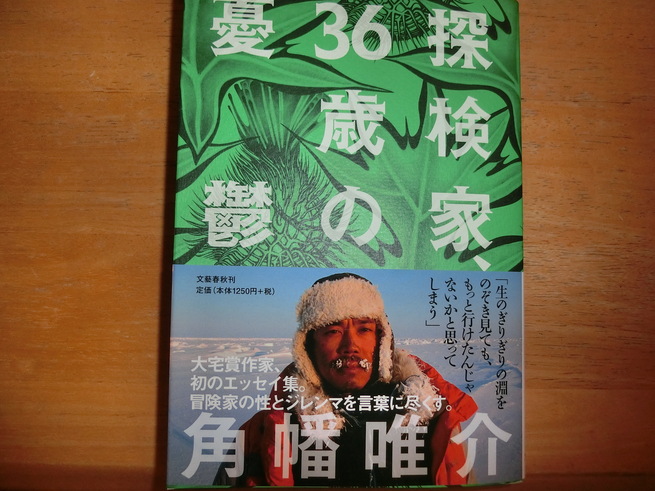 探検家、
36歳の
憂鬱
文藝春秋刊
定価(本体1250円+税)
「生のぎりぎりの淵を
のぞき見ても、
もっと行けたんじゃ
ないかと思って
しまう」
大宅賞作家、
初のエッセイ集。
冒険家の性とジレンマを言葉に尽くす。
角幡唯介